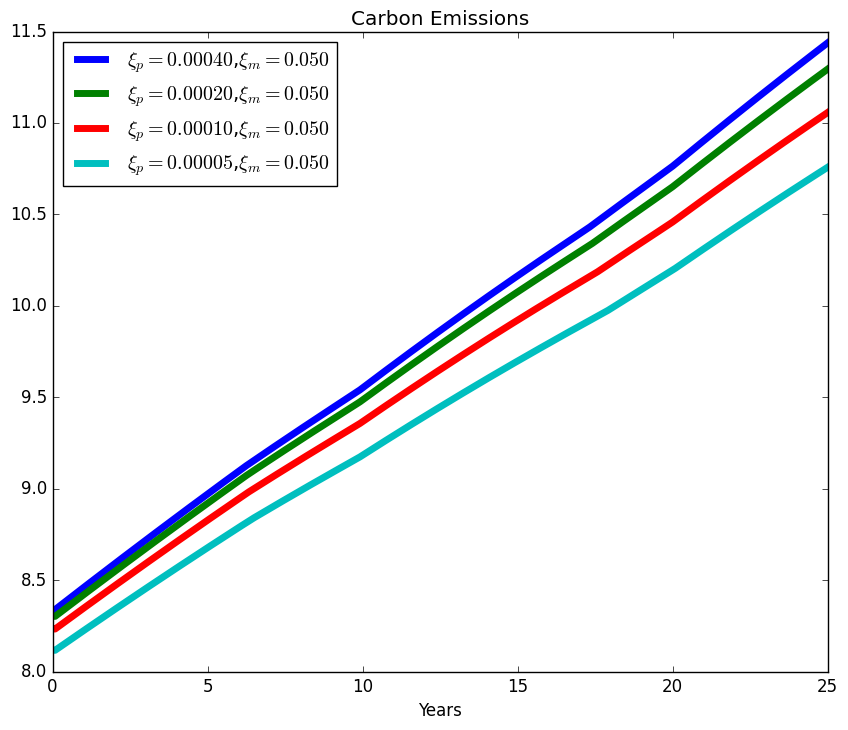 Carbon Emissions
11.5
11.0
10.5
10.0
9.5
9.0
8.5
8.0
ξp = 0.00040,ξm = 0.050
ξp = 0.00020,ξm = 0.050
ξp = 0.00010,ξm = 0.050
ξp = 0.00005,ξm = 0.050
0 5 10 15 20 25
Years